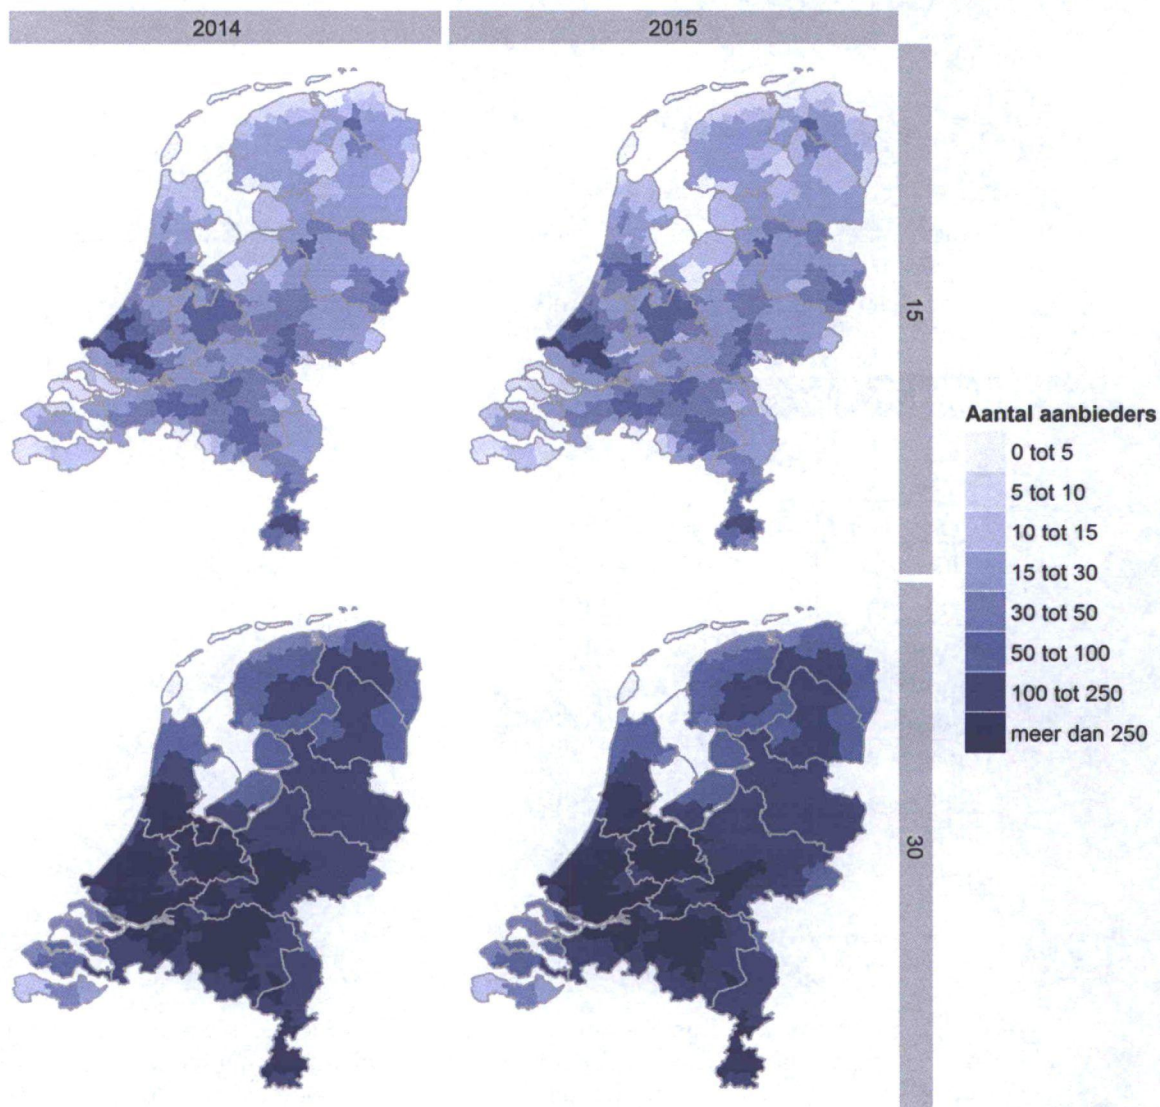 2014
2015
15
Aantal aanbieders
0 tot 5
5 tot 10
10 tot 15
15 tot 30
30 tot 50
50 tot 100
100 tot 250
meer dan 250
30